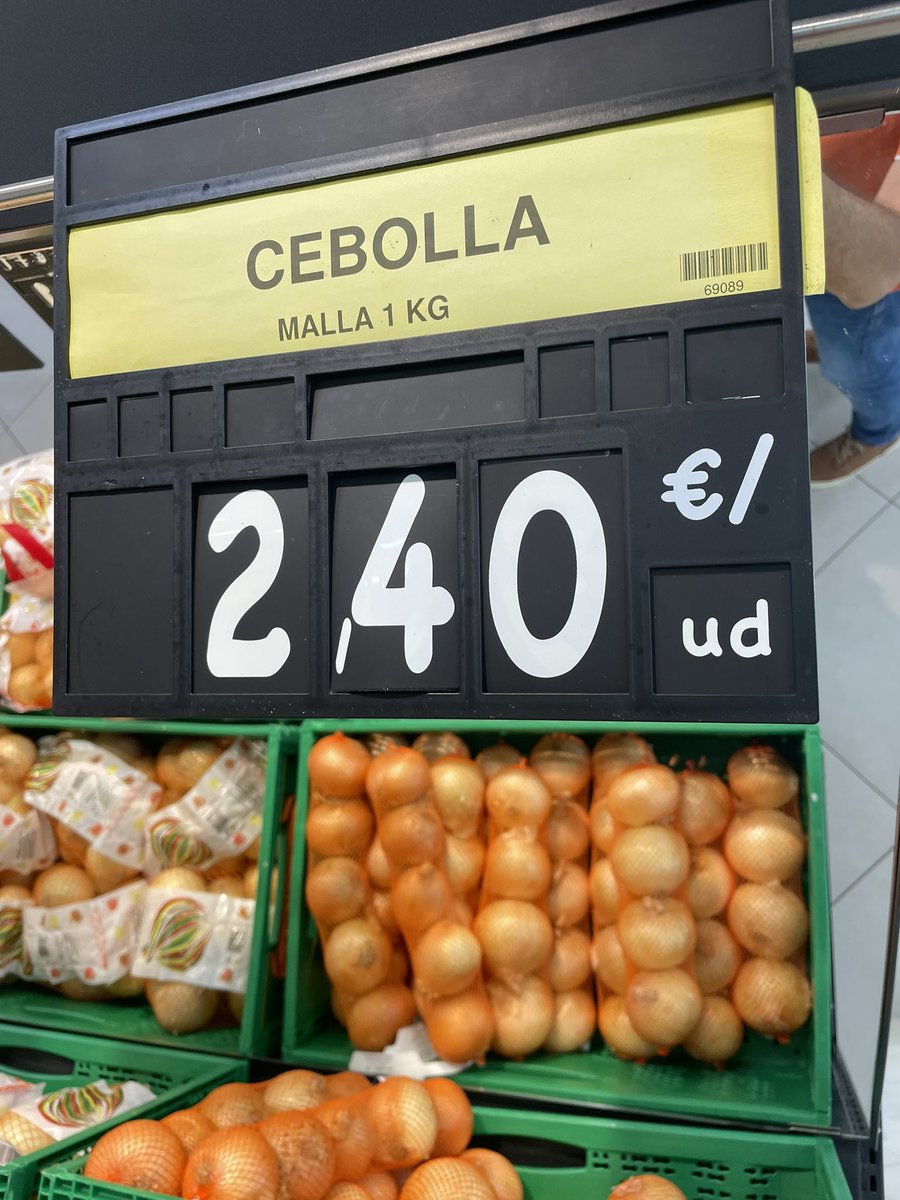 CEBOLLA
MALLA 1 KG
69089
2,40 €/
ud